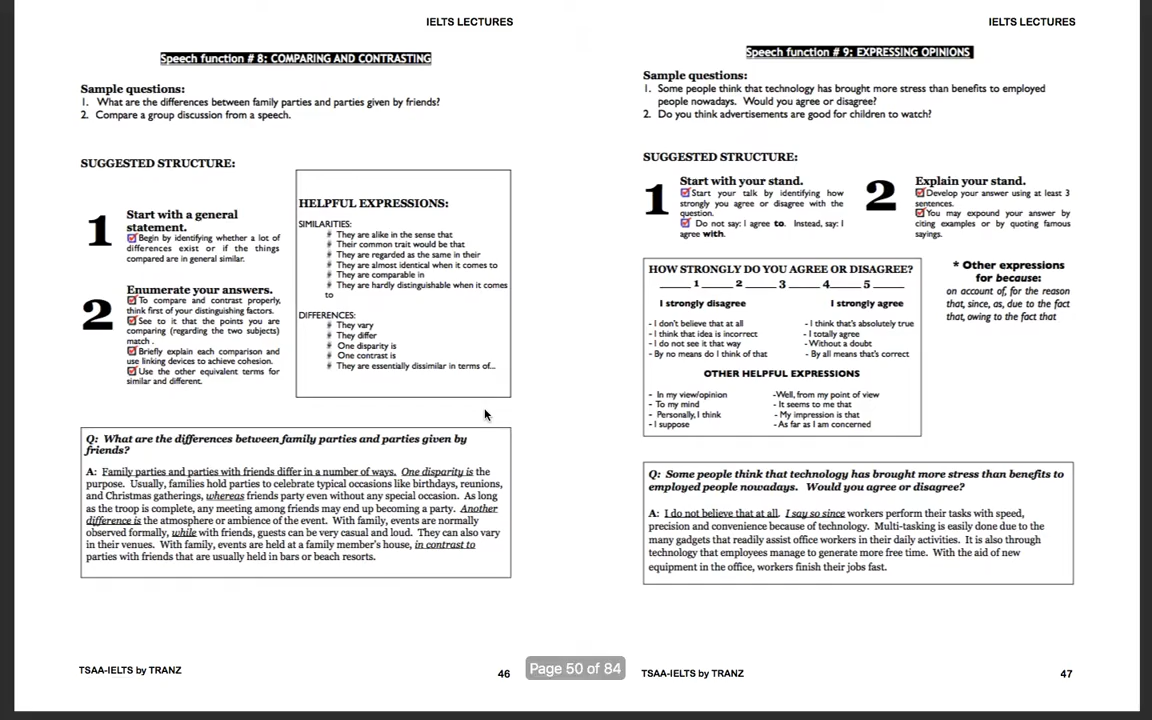 IELTS LECTURES
Speech function # 8: COMPARING AND CONTRASTING
Sample questions:
1. What are the differences between family parties and parties given by friends?
2. Compare a group discussion from a speech.
SUGGESTED STRUCTURE:
1
Start with a general
statement.
Begin by identifying whether a lot of
differences exist or if the things
compared are in general similar.
2
Enumerate your answers.
To compare and contrast properly,
think first of your distinguishing factors.
See to it that the points you are
comparing (regarding the two subjects)
match .
Briefly explain each comparison and
use linking devices to achieve cohesion.
Use the other equivalent terms for
similar and different.
HELPFUL EXPRESSIONS:
SIMILARITIES:
They are alike in the sense that
Their common trait would be that
They are regarded as the same in their
They are almost identical when it comes to
They are comparable in
They are hardly distinguishable when it comes
to
DIFFERENCES:
They vary
They differ
One disparity is
One contrast is
They are essentially dissimilar in terms of...
Q: What are the differences between family parties and parties given by
friends?
A: Family parties and parties with friends differ in a number of ways. One disparity is the
purpose. Usually, families hold parties to celebrate typical occasions like birthdays, reunions,
and Christmas gatherings, whereas friends party even without any special occasion. As long
as the troop is complete, any meeting among friends may end up becoming a party. Another
difference is the atmosphere or ambience of the event. With family, events are normally
observed formally, while with friends, guests can be very casual and loud. They can also vary
in their venues. With family, events are held at a family member's house, in contrast to
parties with friends that are usually held in bars or beach resorts.
TSAA-IELTS by TRANZ
46
IELTS LECTURES
Speech function # 9: EXPRESSING OPINIONS
Sample questions:
1. Some people think that technology has brought more stress than benefits to employed
people nowadays. Would you agree or disagree?
2. Do you think advertisements are good for children to watch?
SUGGESTED STRUCTURE:
1
Start with your stand.
Start your talk by identifying how
strongly you agree or disagree with the
question.
Do not say: I agree to. Instead, say: I
agree with.
2
Explain your stand.
Develop your answer using at least 3
sentences.
You may expound your answer by
citing examples or by quoting famous
sayings.
HOW STRONGLY DO YOU AGREE OR DISAGREE?
_____ 1 _____ 2 _____ 3 _____ 4 _____ 5 _____
I strongly disagree I strongly agree
- I don't believe that at all - I think that's absolutely true
- I think that idea is incorrect - I totally agree
- I do not see it that way -Without a doubt
- By no means do I think of that - By all means that's correct
OTHER HELPFUL EXPRESSIONS
- In my view/opinion -Well, from my point of view
- To my mind - It seems to me that
- Personally, I think - My impression is that
- I suppose - As far as I am concerned
* Other expressions
for because:
on account of, for the reason
that, since, as, due to the fact
that, owing to the fact that
Q: Some people think that technology has brought more stress than benefits to
employed people nowadays. Would you agree or disagree?
A: I do not believe that at all. I say so since workers perform their tasks with speed,
precision and convenience because of technology. Multi-tasking is easily done due to the
many gadgets that readily assist office workers in their daily activities. It is also through
technology that employees manage to generate more free time. With the aid of new
equipment in the office, workers finish their jobs fast.
TSAA-IELTS by TRANZ
47
Page 50 of 84